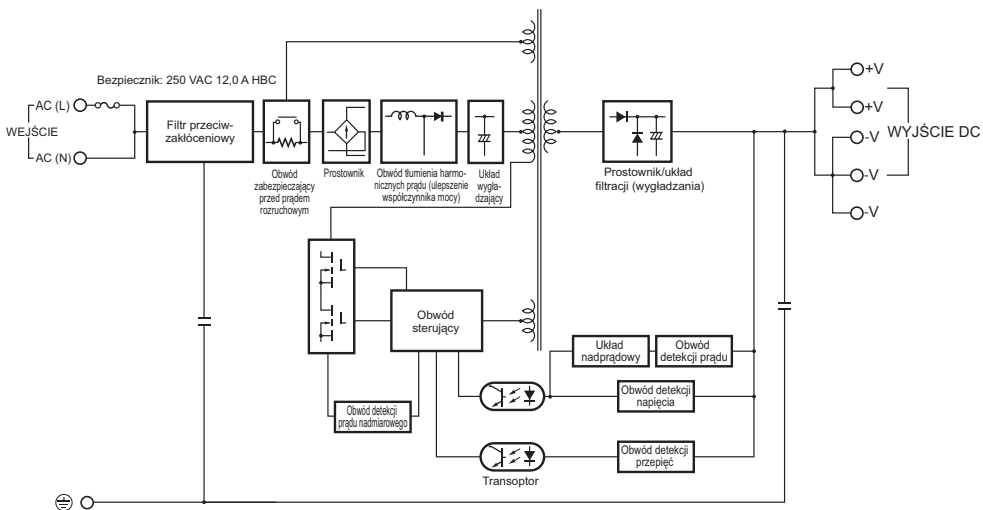 Bezpiecznik: 250 VAC 12,0 A HBC
AC (L)
WEJŚCIE
AC (N)
Filtr przeciw-
zakłóceniowy
Obwód
zabezpieczający
przed prądem
rozruchowym
Prostownik
Obwód tłumienia harmo-
nicznych prądu (ulepszenie
współczynnika mocy)
Układ
wygła-
dzający
Prostownik/układ
filtracji (wygładzania)
+V
+V
-V
-V
-V
WYJŚCIE DC
Obwód
sterujący
Układ
nadprądowy
Obwód
detekcji prądu
Obwód detekcji
napięcia
Obwód detekcji
prądu nadmiarowego
Obwód detekcji
przepięć
Transoptor